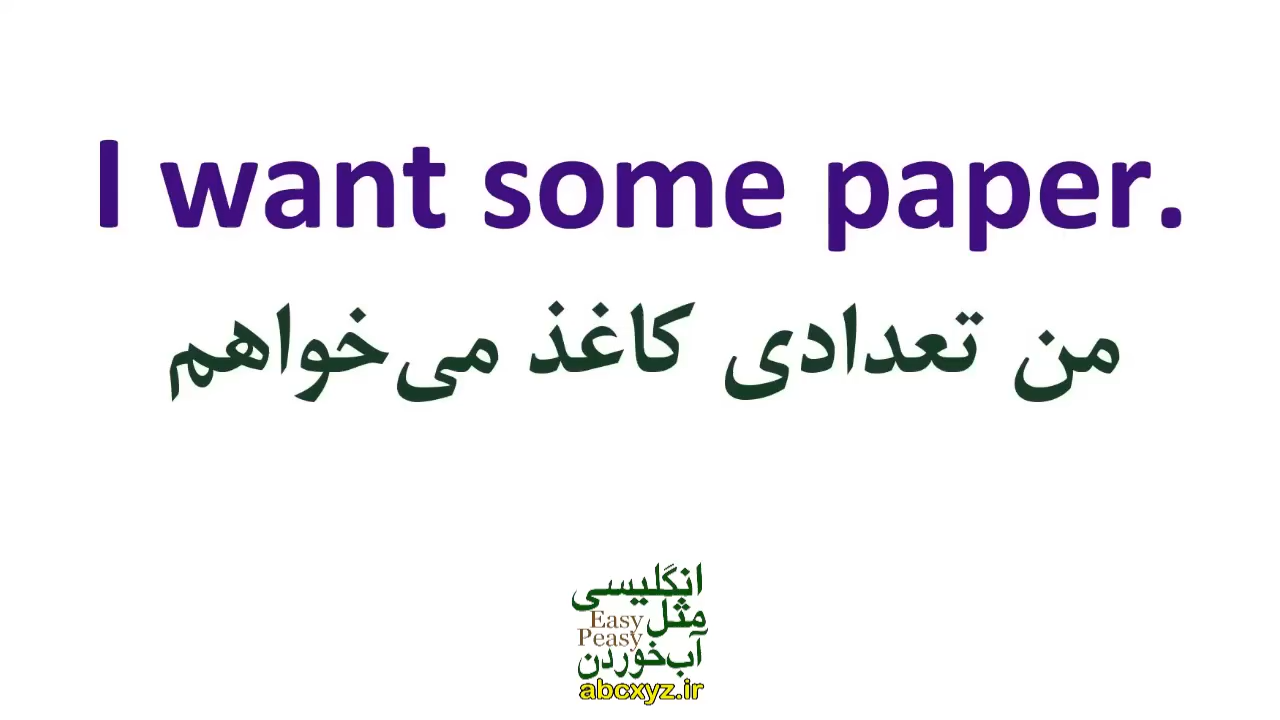 I want some paper.
من تعدادی کاغذ می‌خواهم
انگلیسی
مثل
Easy
Peasy
آب‌خوردن
abcxyz.ir